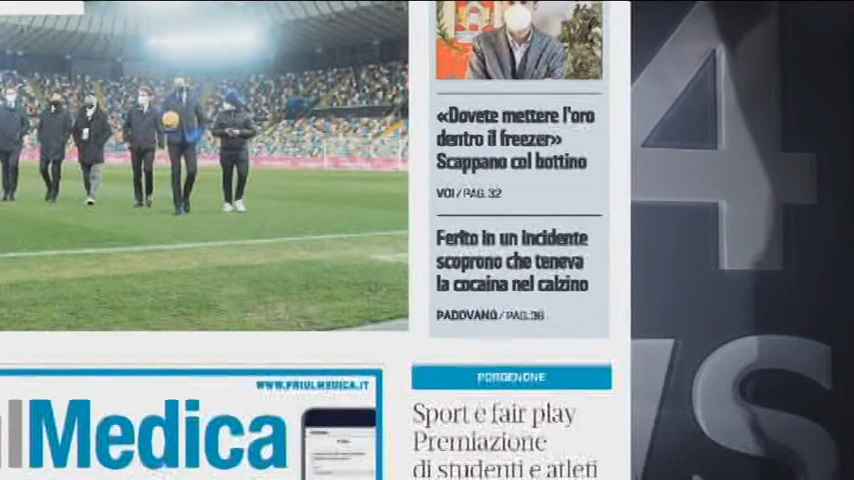 «Dovete mettere l'oro
dentro il freezer»
Scappano col bottino
VOI / PAG. 32
Ferito in un incidente
scoprono che teneva
la cocaina nel calzino
PADOVANO / PAG. 36
WWW.FRIULMEDICA.IT
lMedica
PORDENONE
Sport e fair play
Premiazione
di studenti e atleti
4
WS